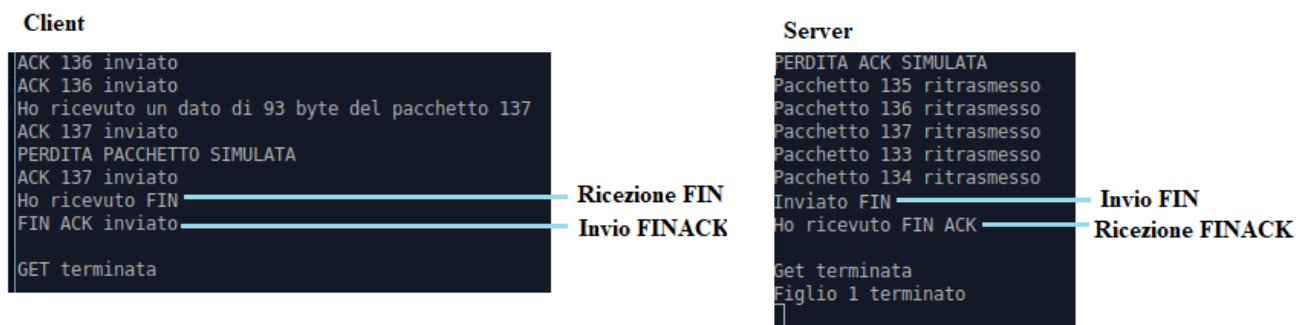 Client
ACK 136 inviato
ACK 136 inviato
Ho ricevuto un dato di 93 byte del pacchetto 137
ACK 137 inviato
PERDITA PACCHETTO SIMULATA
ACK 137 inviato
Ho ricevuto FIN
FIN ACK inviato
GET terminata
Ricezione FIN
Invio FINACK
Server
PERDITA ACK SIMULATA
Pacchetto 135 ritrasmesso
Pacchetto 136 ritrasmesso
Pacchetto 137 ritrasmesso
Pacchetto 133 ritrasmesso
Pacchetto 134 ritrasmesso
Inviato FIN
Ho ricevuto FIN ACK
Get terminata
Figlio 1 terminato
Invio FIN
Ricezione FINACK